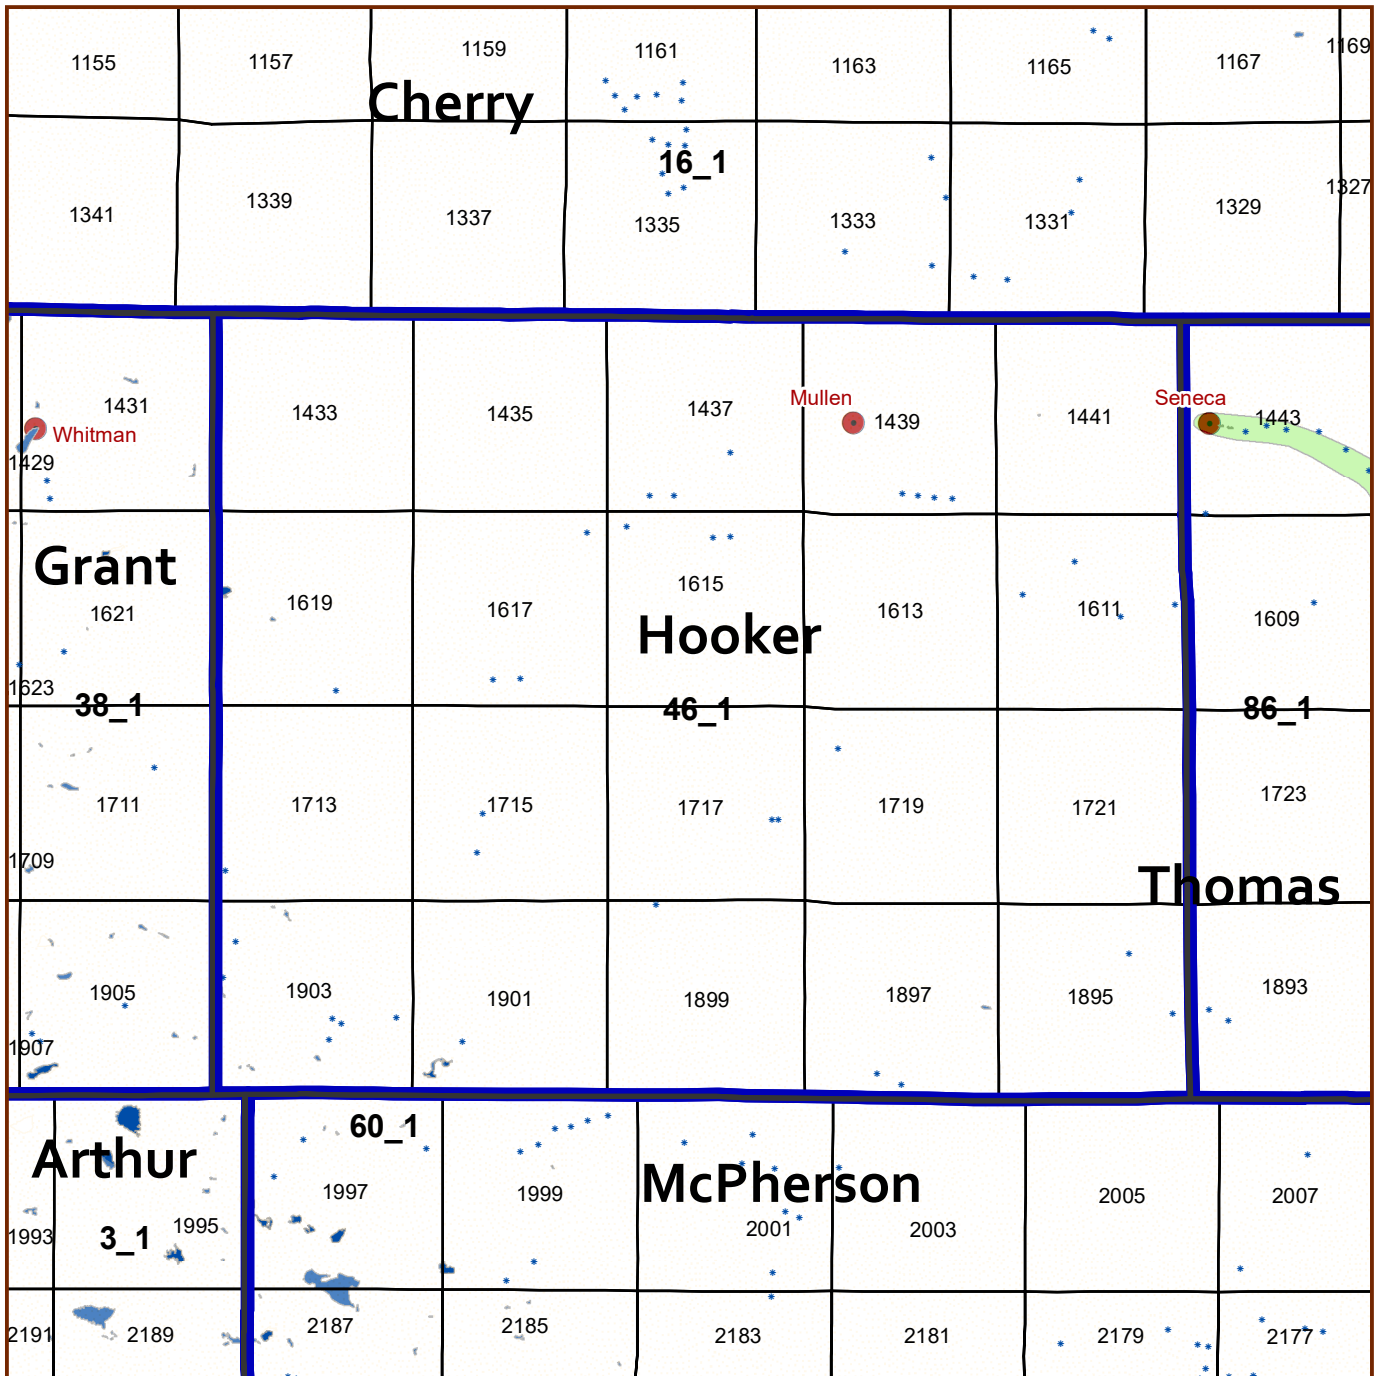 1155 1157 1159 1161 1163 1165 1167 1169
Cherry
16_1
1341 1339 1337 1335 1333 1331 1329 1327
Mullen Seneca
1431 1433 1435 1437 1439 1441 1443
Whitman
1429
Grant
1621 1619 1617 1615 1613 1611 1609
Hooker
1623
38_1 46_1 86_1
1711 1713 1715 1717 1719 1721 1723
1709
Thomas
1905 1903 1901 1899 1897 1895 1893
1907
60_1
Arthur McPherson
1997 1999 2005 2007
1993 3_1 1995 2001 2003
2191 2189 2187 2185 2183 2181 2179 2177